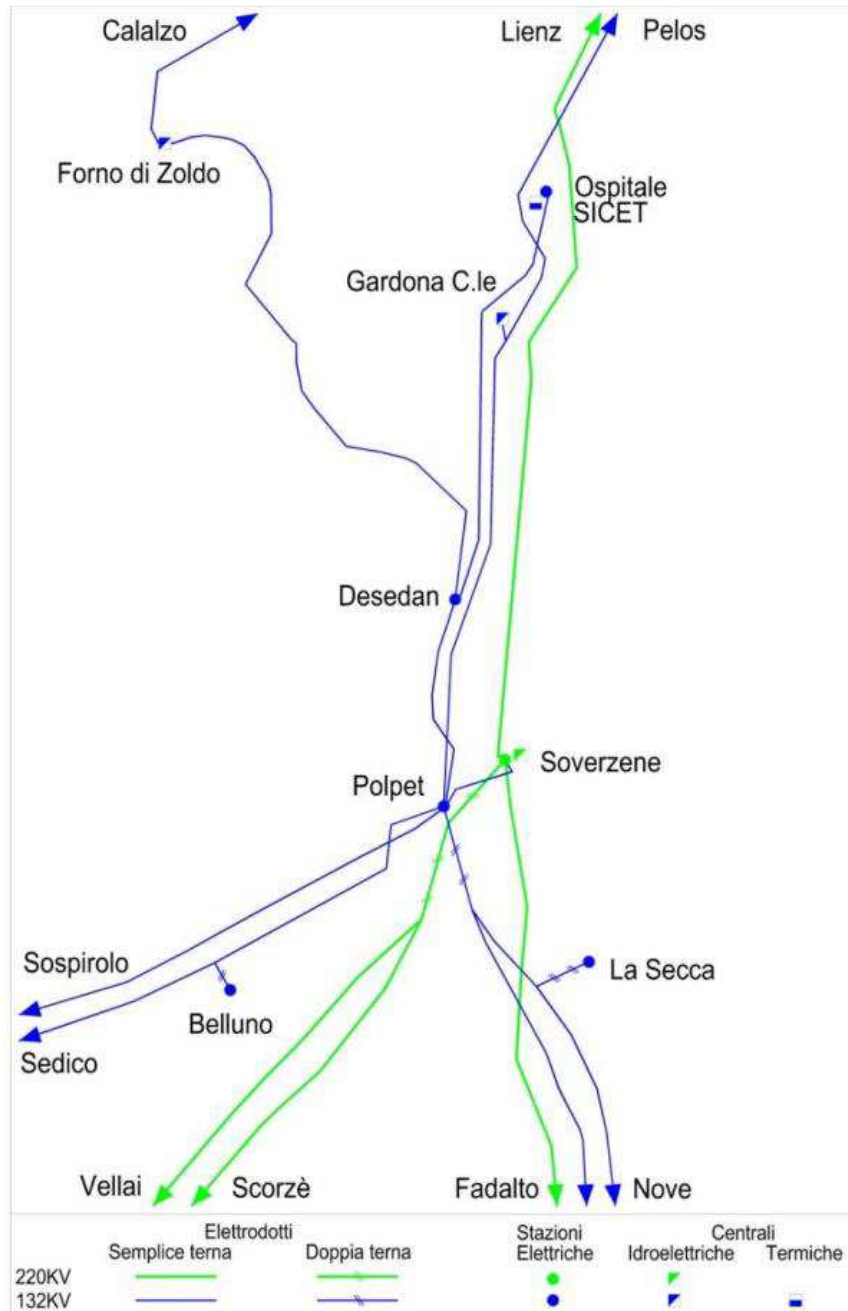 Calalzo
Lienz
Pelos
Forno di Zoldo
Ospitale
SICET
Gardona C.le
Desedan
Soverzene
Polpet
Sospirolo
La Secca
Belluno
Sedico
Vellai
Scorzè
Fadalto
Nove
Elettrodotti
Semplice terna
Doppia terna
Stazioni
Elettriche
Centrali
Idroelettriche
Termiche
220KV
132KV